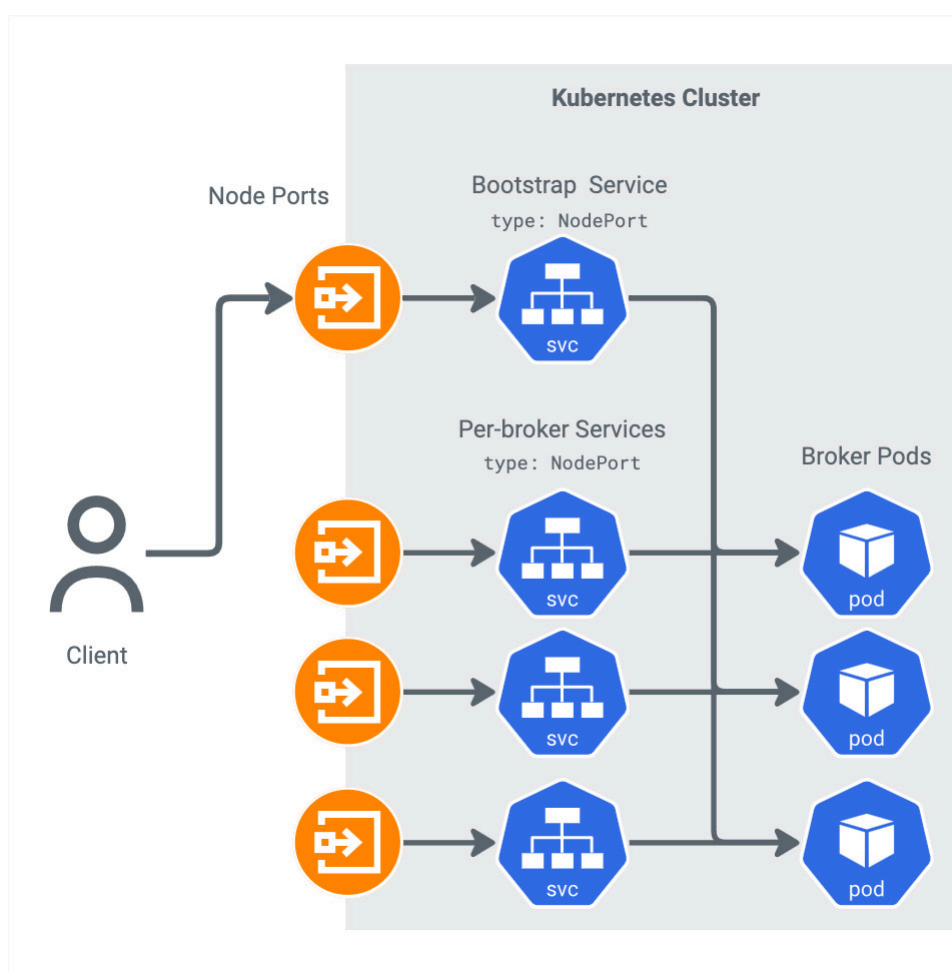 Kubernetes Cluster
Node Ports
Bootstrap Service
type: NodePort
svc
Per-broker Services
type: NodePort
Broker Pods
svc
pod
Client
svc
pod
svc
pod